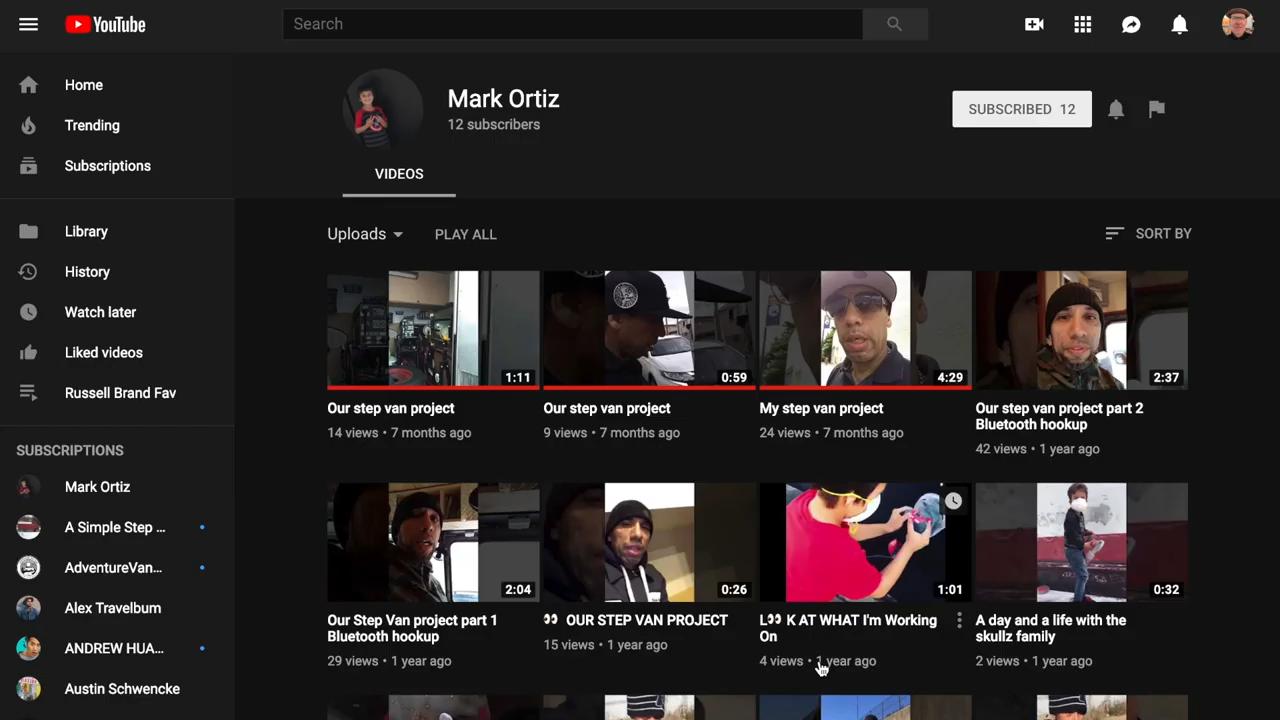 YouTube
Search
Home
Trending
Subscriptions
Library
History
Watch later
Liked videos
Russell Brand Fav
SUBSCRIPTIONS
Mark Ortiz
A Simple Step ...
AdventureVan...
Alex Travelbum
ANDREW HUA...
Austin Schwencke
Mark Ortiz
12 subscribers
SUBSCRIBED 12
VIDEOS
Uploads
PLAY ALL
SORT BY
1:11
Our step van project
14 views • 7 months ago
0:59
Our step van project
9 views • 7 months ago
4:29
My step van project
24 views • 7 months ago
2:37
Our step van project part 2
Bluetooth hookup
42 views • 1 year ago
2:04
Our Step Van project part 1
Bluetooth hookup
29 views • 1 year ago
0:26
👀 OUR STEP VAN PROJECT
15 views • 1 year ago
1:01
L👀 K AT WHAT I'm Working
On
4 views • 1 year ago
0:32
A day and a life with the
skullz family
2 views • 1 year ago